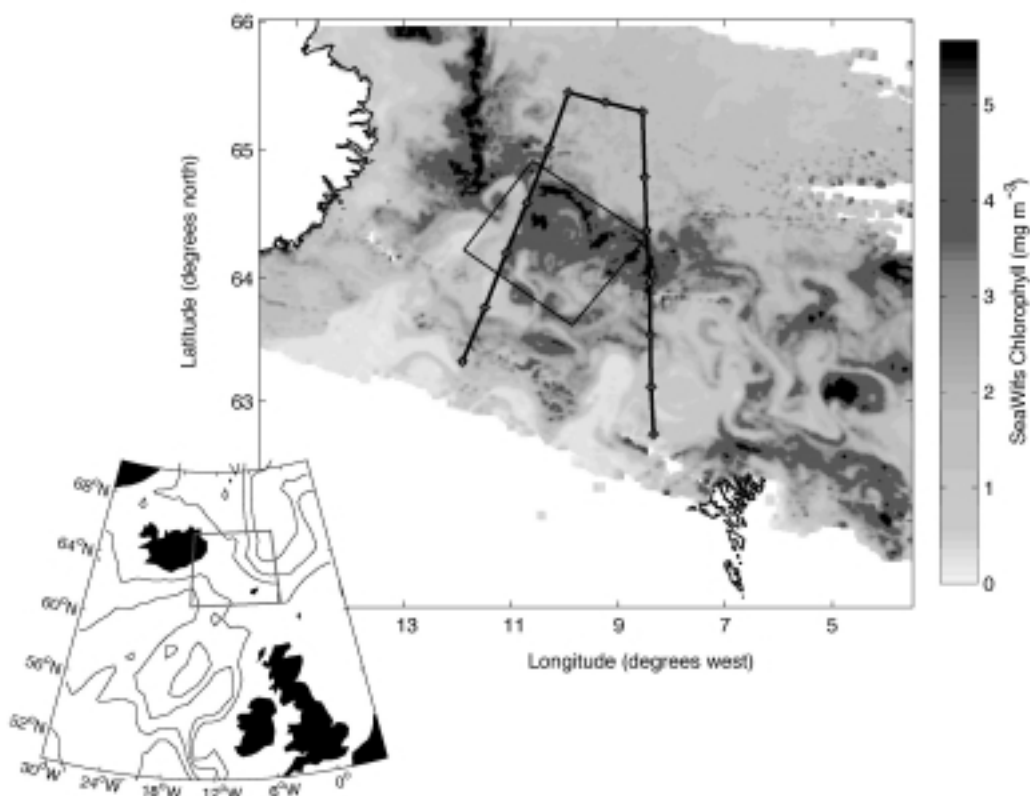 66
65
64
63
Latitude (degrees north)
13 11 9 7 5
Longitude (degrees west)
5
4
3
2
1
0
SeaWifs Chlorophyll (mg m⁻³)
68°N
64°N
60°N
56°N
52°N
30°W 24°W 18°W 12°W 6°W 0°